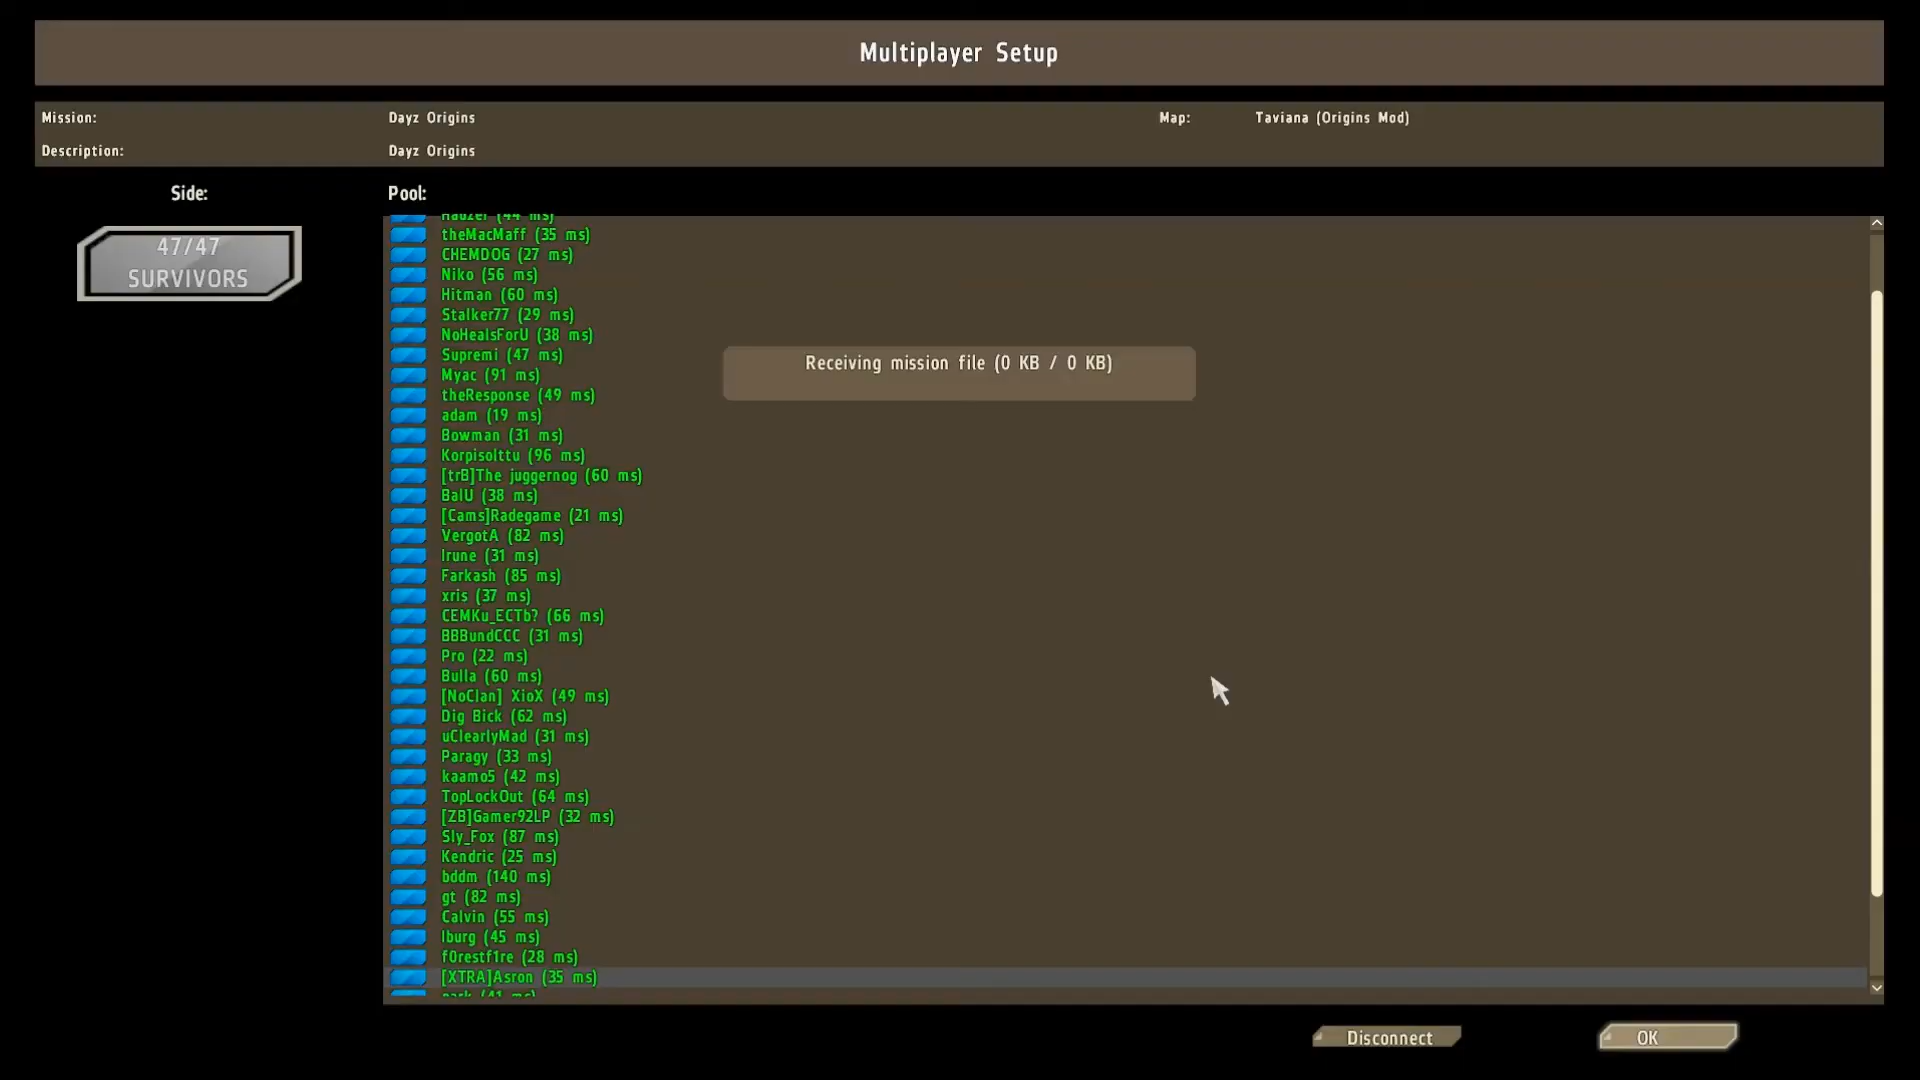 Multiplayer Setup
Mission: Dayz Origins Map: Taviana (Origins Mod)
Description: Dayz Origins
Side: Pool:
47/47
SURVIVORS
Hauzer (44 ms)
theMacMaff (35 ms)
CHEMDOG (27 ms)
Niko (56 ms)
Hitman (60 ms)
Stalker77 (29 ms)
NoHealsForU (38 ms)
Supremi (47 ms)
Receiving mission file (0 KB / 0 KB)
Myac (91 ms)
theResponse (49 ms)
adam (19 ms)
Bowman (31 ms)
Korpisolttu (96 ms)
[trB]The juggernog (60 ms)
BalU (38 ms)
[Cams]Radegame (21 ms)
VergotA (82 ms)
Irune (31 ms)
Farkash (85 ms)
xris (37 ms)
CEMKu_ECTb? (66 ms)
BBBundCCC (31 ms)
Pro (22 ms)
Bulla (60 ms)
[NoClan] XioX (49 ms)
Dig Bick (62 ms)
uClearlyMad (31 ms)
Paragy (33 ms)
kaamo5 (42 ms)
TopLockOut (64 ms)
[ZB]Gamer92LP (32 ms)
Sly_Fox (87 ms)
Kendric (25 ms)
bddm (140 ms)
gt (82 ms)
Calvin (55 ms)
Iburg (45 ms)
f0restf1re (28 ms)
[XTRA]Asron (35 ms)
(41 ms)
Disconnect OK